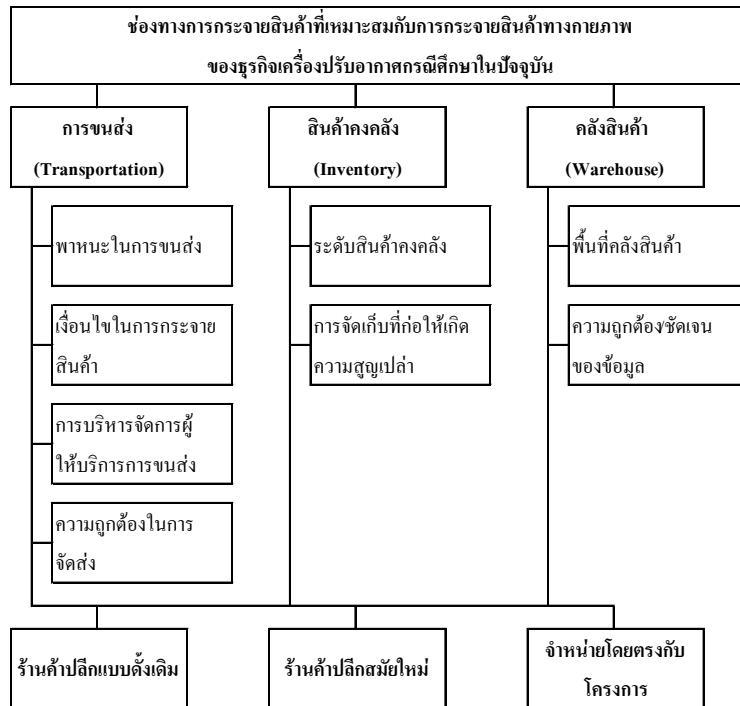 ช่องทางการกระจายสินค้าที่เหมาะสมกับการกระจายสินค้าทางกายภาพ
ของธุรกิจเครื่องปรับอากาศกรณีศึกษาในปัจจุบัน
การขนส่ง
(Transportation)
พาหนะในการขนส่ง
เงื่อนไขในการกระจาย
สินค้า
การบริหารจัดการผู้
ให้บริการการขนส่ง
ความถูกต้องในการ
จัดส่ง
สินค้าคงคลัง
(Inventory)
ระดับสินค้าคงคลัง
การจัดเก็บที่ก่อให้เกิด
ความสูญเปล่า
คลังสินค้า
(Warehouse)
พื้นที่คลังสินค้า
ความถูกต้อง/ชัดเจน
ของข้อมูล
ร้านค้าปลีกแบบดั้งเดิม
ร้านค้าปลีกสมัยใหม่
จำหน่ายโดยตรงกับ
โครงการ